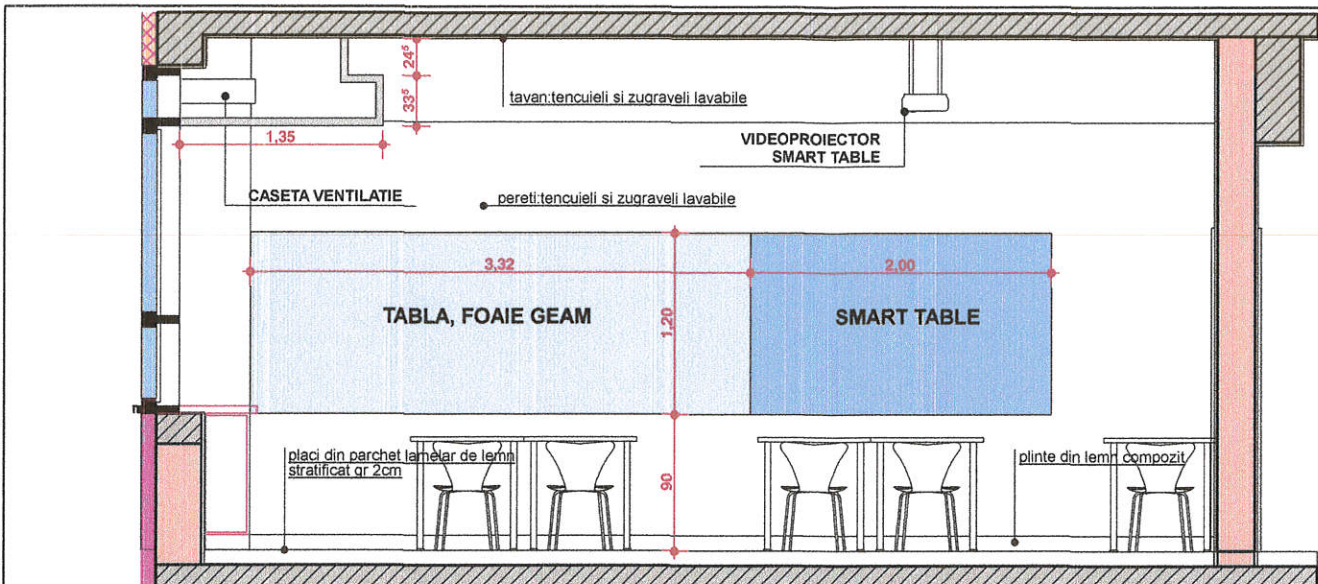 24⁵
tavan:tencuieli si zugraveli lavabile
33⁵
1,35
VIDEOPROIECTOR
SMART TABLE
CASETA VENTILATIE
pereti:tencuieli si zugraveli lavabile
3,32
2,00
TABLA, FOAIE GEAM
1,20
SMART TABLE
placi din parchet lamelar de lemn
stratificat gr 2cm
90
plinte din lemn compozit